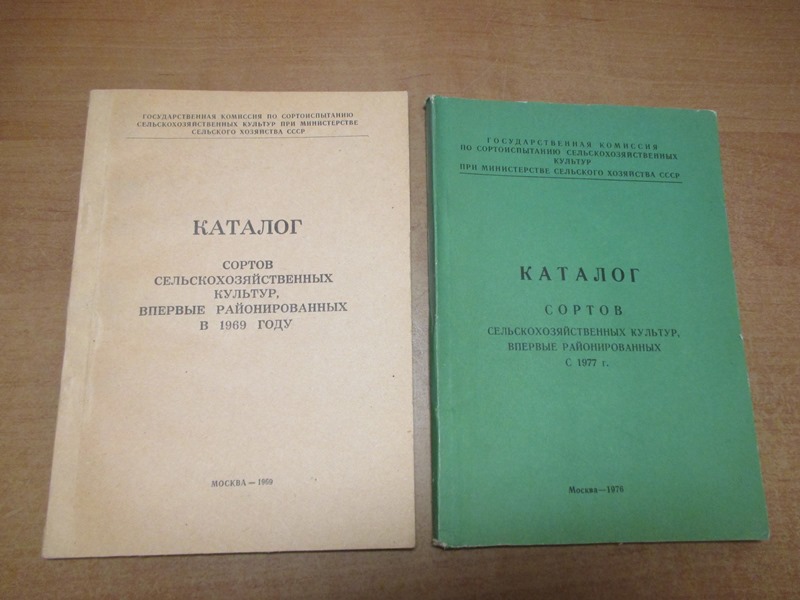 ГОСУДАРСТВЕННАЯ КОМИССИЯ ПО СОРТОИСПЫТАНИЮ
СЕЛЬСКОХОЗЯЙСТВЕННЫХ КУЛЬТУР ПРИ МИНИСТЕРСТВЕ
СЕЛЬСКОГО ХОЗЯЙСТВА СССР
КАТАЛОГ
СОРТОВ
СЕЛЬСКОХОЗЯЙСТВЕННЫХ
КУЛЬТУР,
ВПЕРВЫЕ РАЙОНИРОВАННЫХ
В 1969 ГОДУ
МОСКВА — 1969
ГОСУДАРСТВЕННАЯ КОМИССИЯ
ПО СОРТОИСПЫТАНИЮ СЕЛЬСКОХОЗЯЙСТВЕННЫХ
КУЛЬТУР
ПРИ МИНИСТЕРСТВЕ СЕЛЬСКОГО ХОЗЯЙСТВА СССР
КАТАЛОГ
СОРТОВ
СЕЛЬСКОХОЗЯЙСТВЕННЫХ КУЛЬТУР,
ВПЕРВЫЕ РАЙОНИРОВАННЫХ
С 1977 г.
Москва—1976